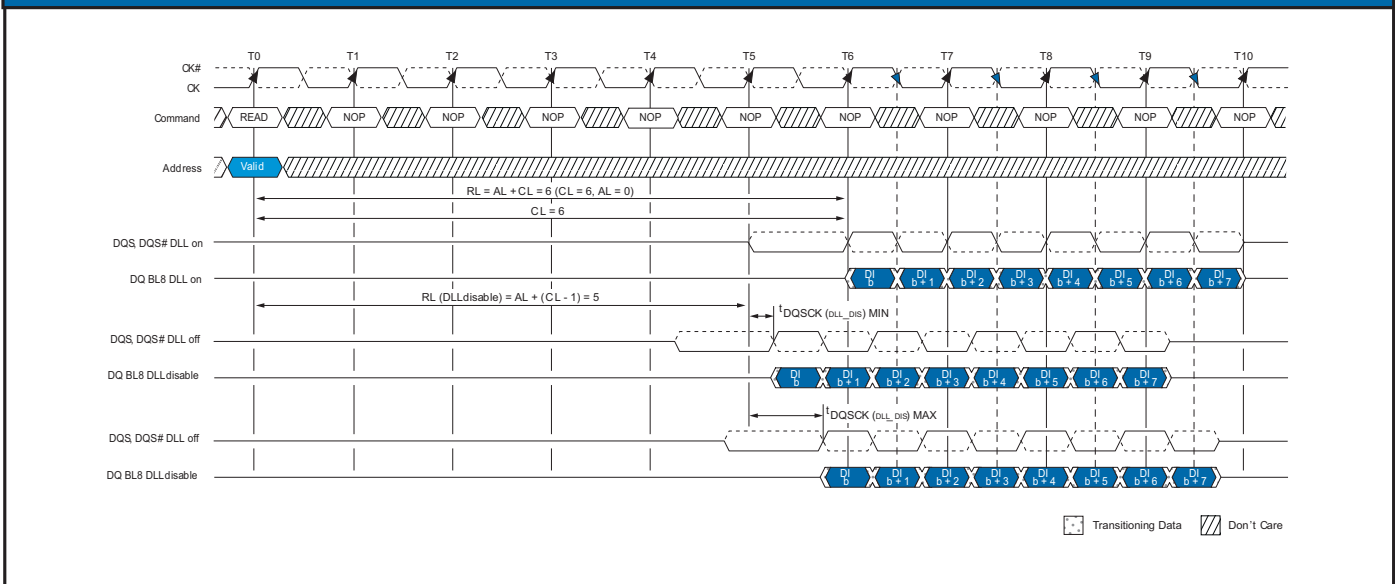 T0 T1 T2 T3 T4 T5 T6 T7 T8 T9 T10
CK#
CK
Command READ NOP NOP NOP NOP NOP NOP NOP NOP NOP NOP
Address Valid
RL = AL + CL = 6 (CL = 6, AL = 0)
CL = 6
DQS, DQS# DLL on
DQ BL8 DLL on DI b DI b + 1 DI b + 2 DI b + 3 DI b + 4 DI b + 5 DI b + 6 DI b + 7
RL (DLL disable) = AL + (CL - 1) = 5
tDQSCK (DLL_DIS) MIN
DQS, DQS# DLL off
DQ BL8 DLL disable DI b DI b + 1 DI b + 2 DI b + 3 DI b + 4 DI b + 5 DI b + 6 DI b + 7
tDQSCK (DLL_DIS) MAX
DQS, DQS# DLL off
DQ BL8 DLL disable DI b DI b + 1 DI b + 2 DI b + 3 DI b + 4 DI b + 5 DI b + 6 DI b + 7
Transitioning Data Don't Care